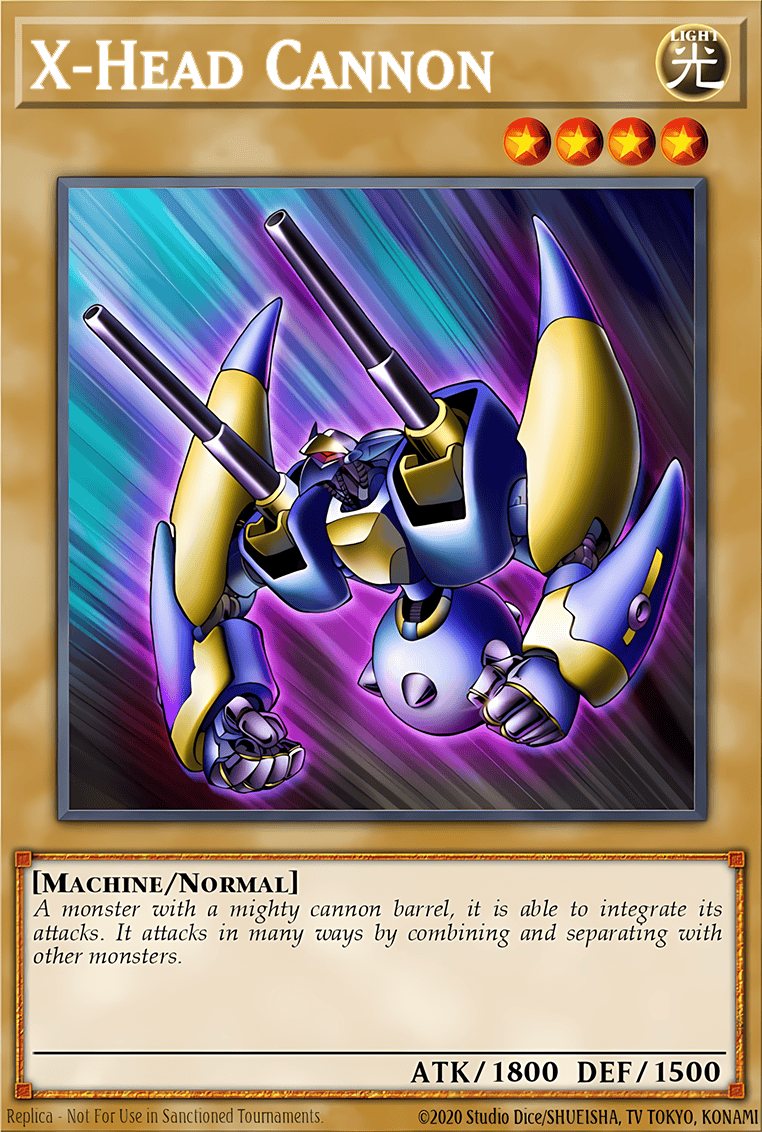 X-Head Cannon
LIGHT
光
[Machine/Normal]
A monster with a mighty cannon barrel, it is able to integrate its
attacks. It attacks in many ways by combining and separating with
other monsters.
ATK/1800 DEF/1500
Replica - Not For Use in Sanctioned Tournaments.
©2020 Studio Dice/SHUEISHA, TV TOKYO, KONAMI